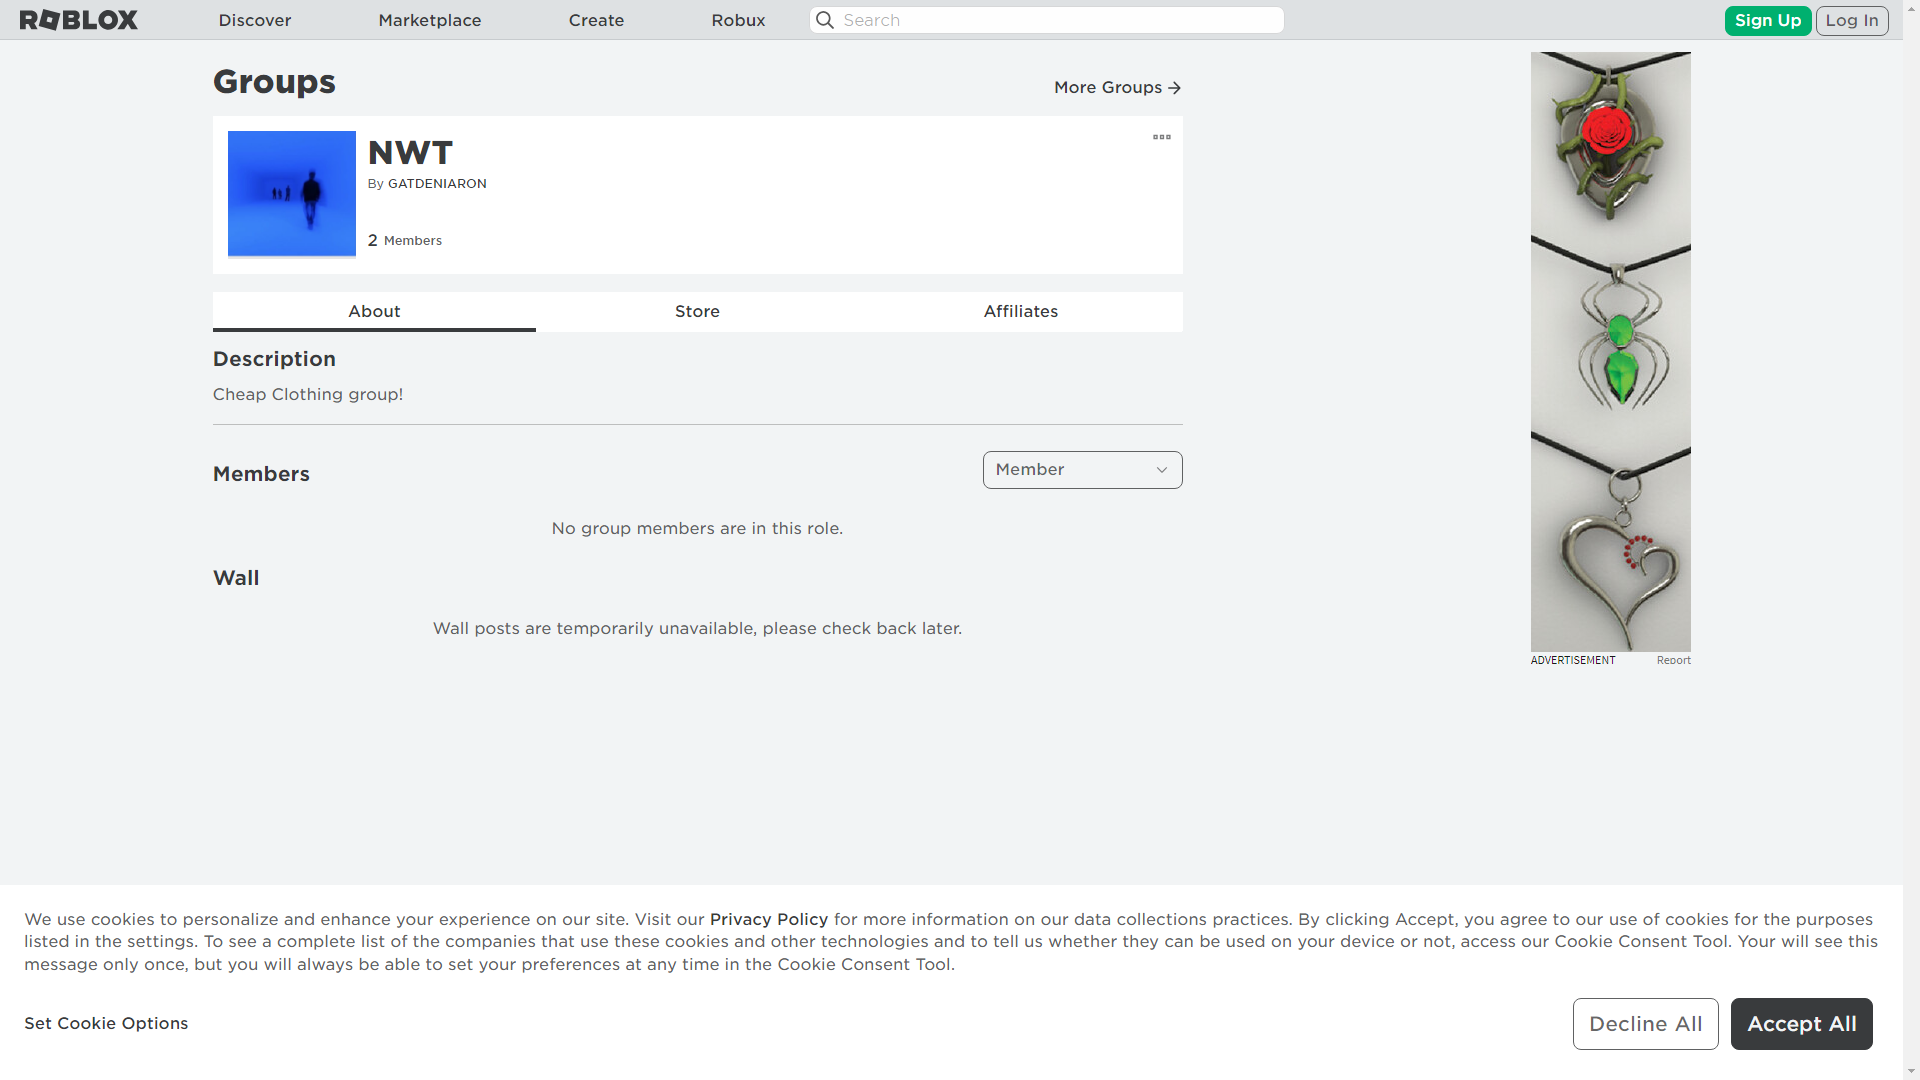 ROBLOX
Discover
Marketplace
Create
Robux
Search
Sign Up
Log In
Groups
More Groups
NWT
By GATDENIARON
2 Members
About
Store
Affiliates
Description
Cheap Clothing group!
Members
Member
No group members are in this role.
Wall
Wall posts are temporarily unavailable, please check back later.
ADVERTISEMENT
Report
We use cookies to personalize and enhance your experience on our site. Visit our Privacy Policy for more information on our data collections practices. By clicking Accept, you agree to our use of cookies for the purposes
listed in the settings. To see a complete list of the companies that use these cookies and other technologies and to tell us whether they can be used on your device or not, access our Cookie Consent Tool. Your will see this
message only once, but you will always be able to set your preferences at any time in the Cookie Consent Tool.
Set Cookie Options
Decline All
Accept All